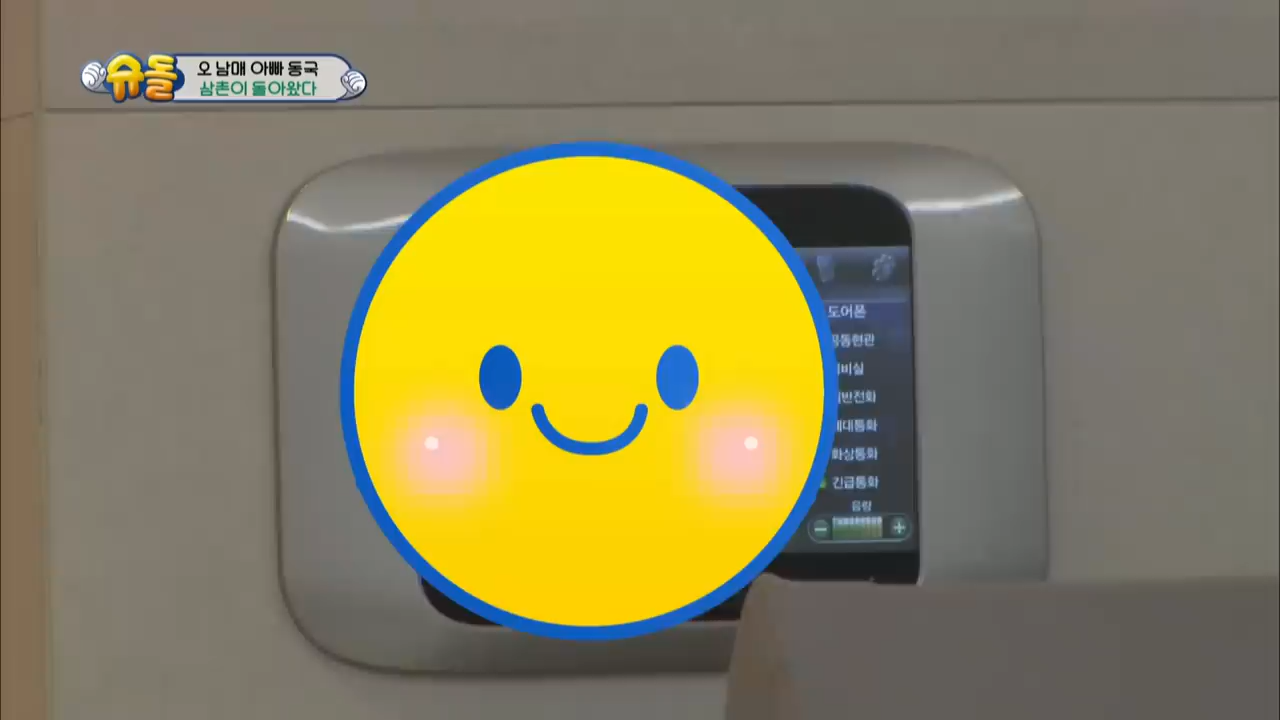 슈돌
오 남매 아빠 동국
삼촌이 돌아왔다
도어폰
공동현관
비실
반전화
세대통화
화상통화
긴급통화
음량